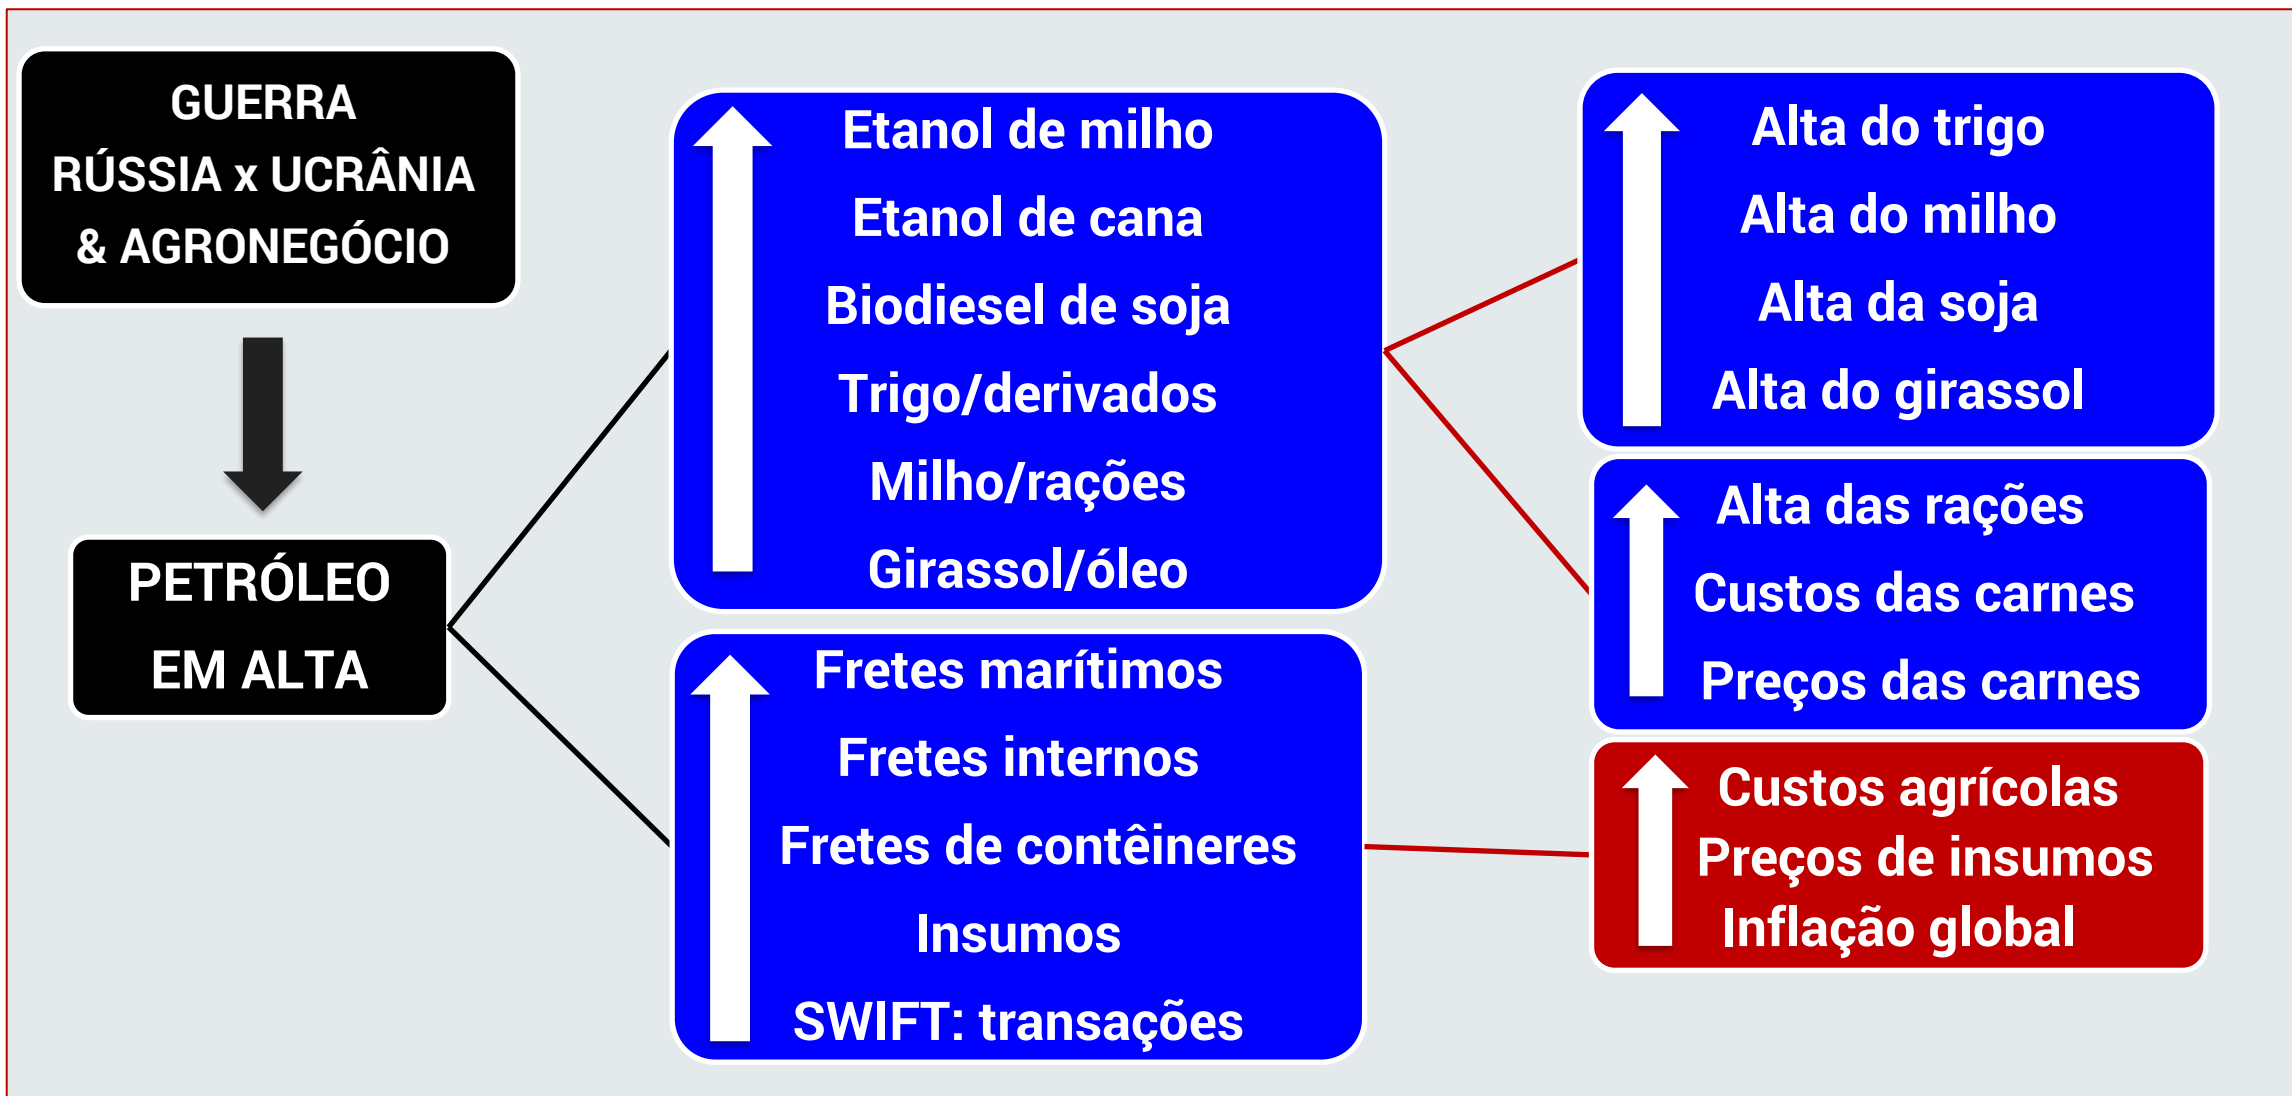 GUERRA
RÚSSIA x UCRÂNIA
& AGRONEGÓCIO
PETRÓLEO
EM ALTA
Etanol de milho
Etanol de cana
Biodiesel de soja
Trigo/derivados
Milho/rações
Girassol/óleo
Fretes marítimos
Fretes internos
Fretes de contêineres
Insumos
SWIFT: transações
Alta do trigo
Alta do milho
Alta da soja
Alta do girassol
Alta das rações
Custos das carnes
Preços das carnes
Custos agrícolas
Preços de insumos
Inflação global